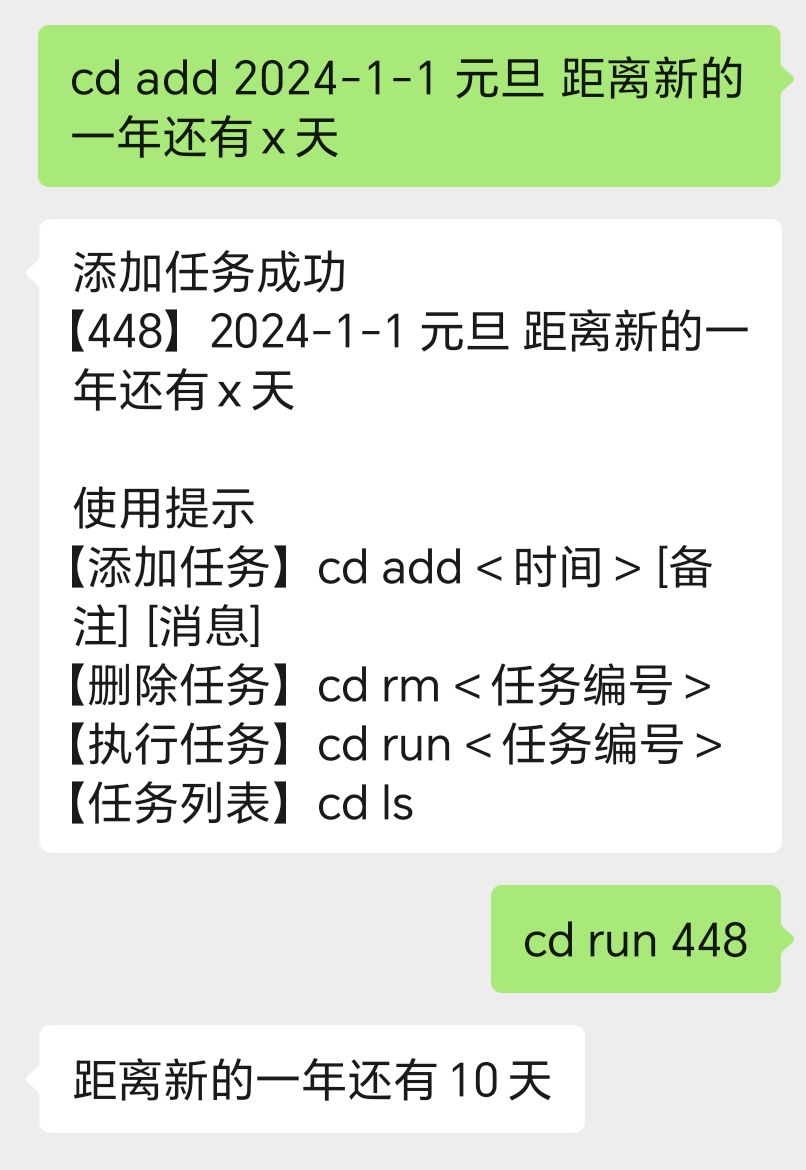 cd add 2024-1-1 元旦 距离新的
一年还有x天
添加任务成功
【448】2024-1-1 元旦 距离新的一
年还有x天
使用提示
【添加任务】cd add <时间> [备
注] [消息]
【删除任务】cd rm <任务编号>
【执行任务】cd run <任务编号>
【任务列表】cd ls
cd run 448
距离新的一年还有10天